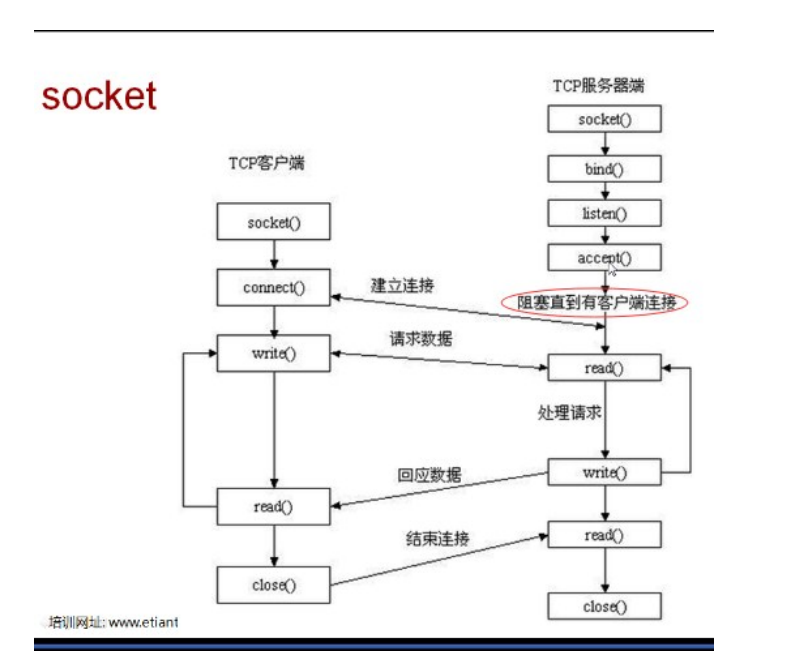 socket
TCP服务器端
socket()
bind()
listen()
accept()
阻塞直到有客户端连接
read()
处理请求
write()
read()
close()
TCP客户端
socket()
connect()
write()
read()
close()
建立连接
请求数据
回应数据
结束连接
培训网址: www.etiant